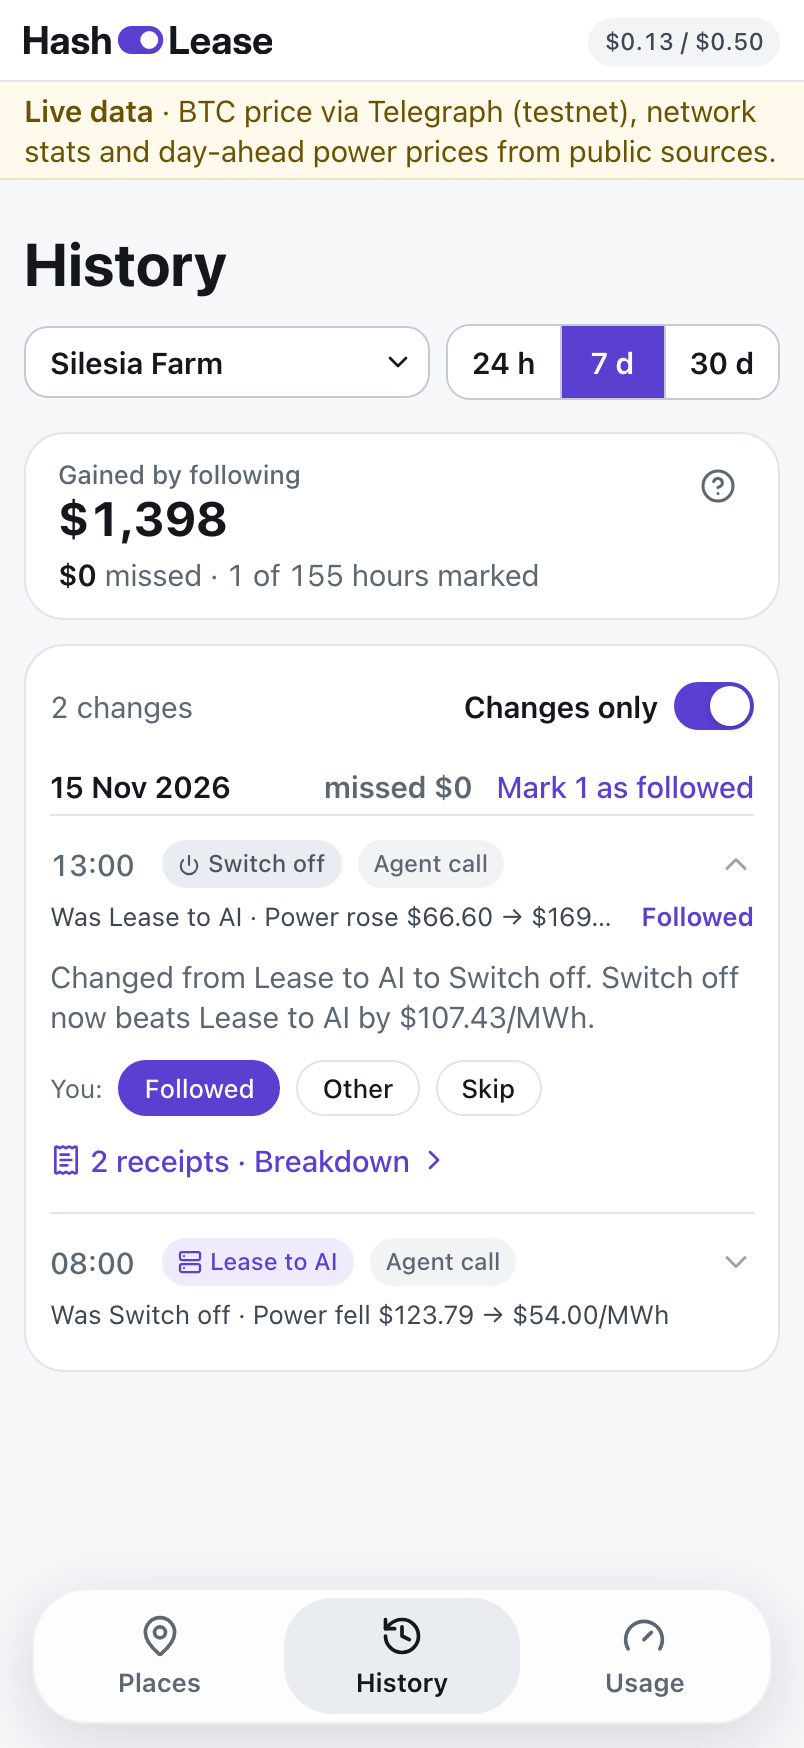 Hash Lease
$0.13 / $0.50
Live data · BTC price via Telegraph (testnet), network
stats and day-ahead power prices from public sources.
History
Silesia Farm
24 h
7 d
30 d
Gained by following
$1,398
$0 missed · 1 of 155 hours marked
2 changes
Changes only
15 Nov 2026
missed $0
Mark 1 as followed
13:00
Switch off
Agent call
Was Lease to AI · Power rose $66.60 → $169...
Followed
Changed from Lease to AI to Switch off. Switch off
now beats Lease to AI by $107.43/MWh.
You:
Followed
Other
Skip
2 receipts · Breakdown
08:00
Lease to AI
Agent call
Was Switch off · Power fell $123.79 → $54.00/MWh
Places
History
Usage